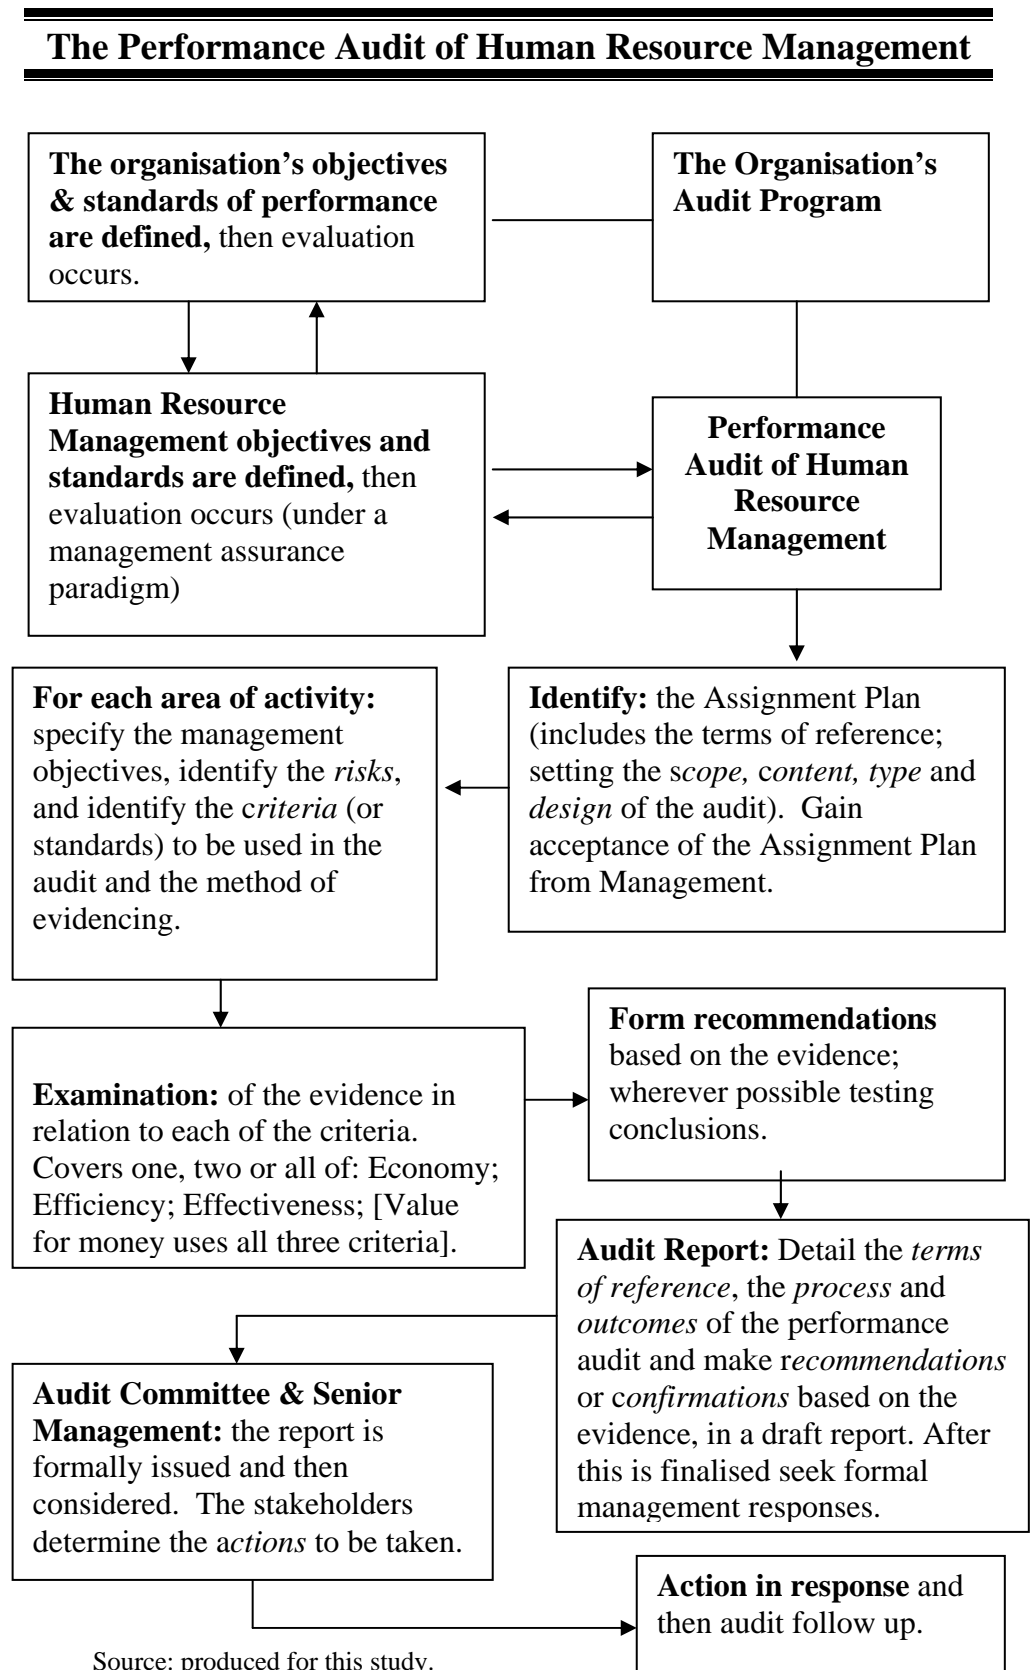 The Performance Audit of Human Resource Management
The organisation's objectives
& standards of performance
are defined, then evaluation
occurs.
The Organisation's
Audit Program
Human Resource
Management objectives and
standards are defined, then
evaluation occurs (under a
management assurance
paradigm)
Performance
Audit of Human
Resource
Management
Identify: the Assignment Plan
(includes the terms of reference;
setting the scope, content, type and
design of the audit).  Gain
acceptance of the Assignment Plan
from Management.
For each area of activity:
specify the management
objectives, identify the risks,
and identify the criteria (or
standards) to be used in the
audit and the method of
evidencing.
Examination: of the evidence in
relation to each of the criteria.
Covers one, two or all of: Economy;
Efficiency; Effectiveness; [Value
for money uses all three criteria].
Form recommendations
based on the evidence;
wherever possible testing
conclusions.
Audit Report: Detail the terms
of reference, the process and
outcomes of the performance
audit and make recommendations
or confirmations based on the
evidence, in a draft report. After
this is finalised seek formal
management responses.
Audit Committee & Senior
Management: the report is
formally issued and then
considered.  The stakeholders
determine the actions to be taken.
Action in response and
then audit follow up.
Source: produced for this study.